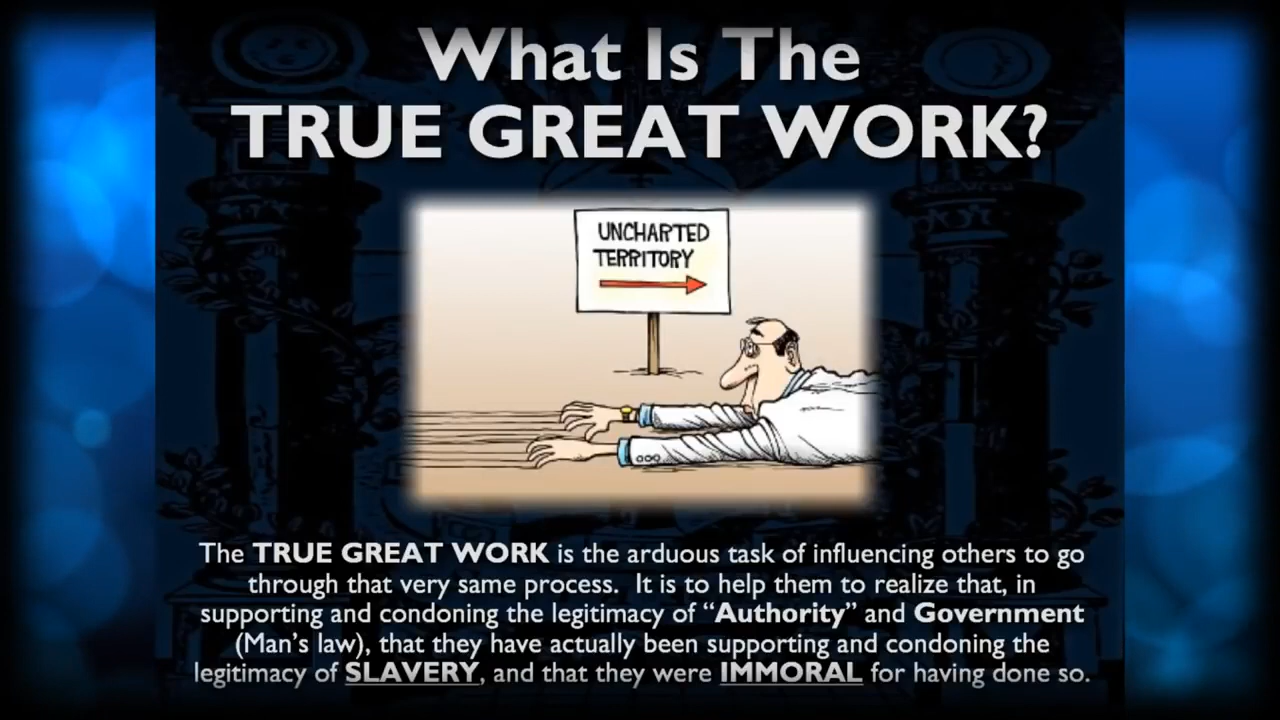 What Is The
TRUE GREAT WORK?
UNCHARTED
TERRITORY
The TRUE GREAT WORK is the arduous task of influencing others to go
through that very same process.  It is to help them to realize that, in
supporting and condoning the legitimacy of “Authority” and Government
(Man’s law), that they have actually been supporting and condoning the
legitimacy of SLAVERY, and that they were IMMORAL for having done so.